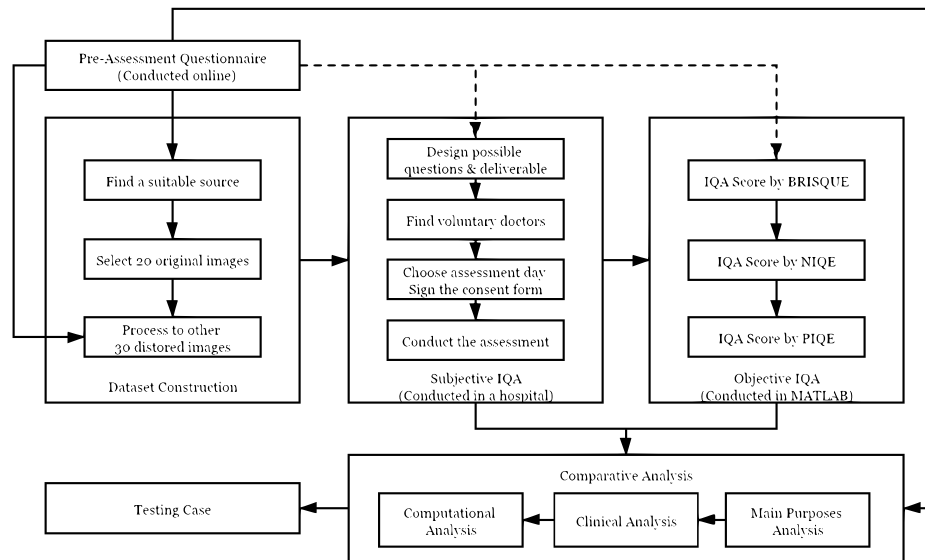 Pre-Assessment Questionnaire
(Conducted online)
Find a suitable source
Select 20 original images
Process to other
30 distored images
Dataset Construction
Design possible
questions & deliverable
Find voluntary doctors
Choose assessment day
Sign the consent form
Conduct the assessment
Subjective IQA
(Conducted in a hospital)
IQA Score by BRISQUE
IQA Score by NIQE
IQA Score by PIQE
Objective IQA
(Conducted in MATLAB)
Comparative Analysis
Testing Case
Computational
Analysis
Clinical Analysis
Main Purposes
Analysis